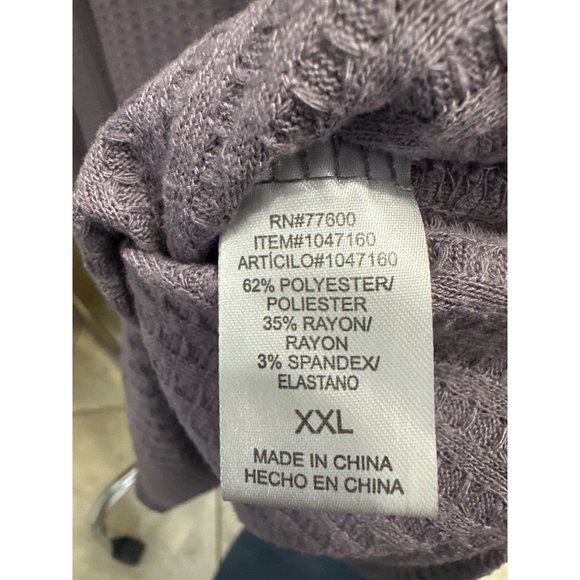 RN#77600
ITEM#1047160
ARTÍCILO#1047160
62% POLYESTER/
POLIESTER
35% RAYON/
RAYON
3% SPANDEX/
ELASTANO
XXL
MADE IN CHINA
HECHO EN CHINA